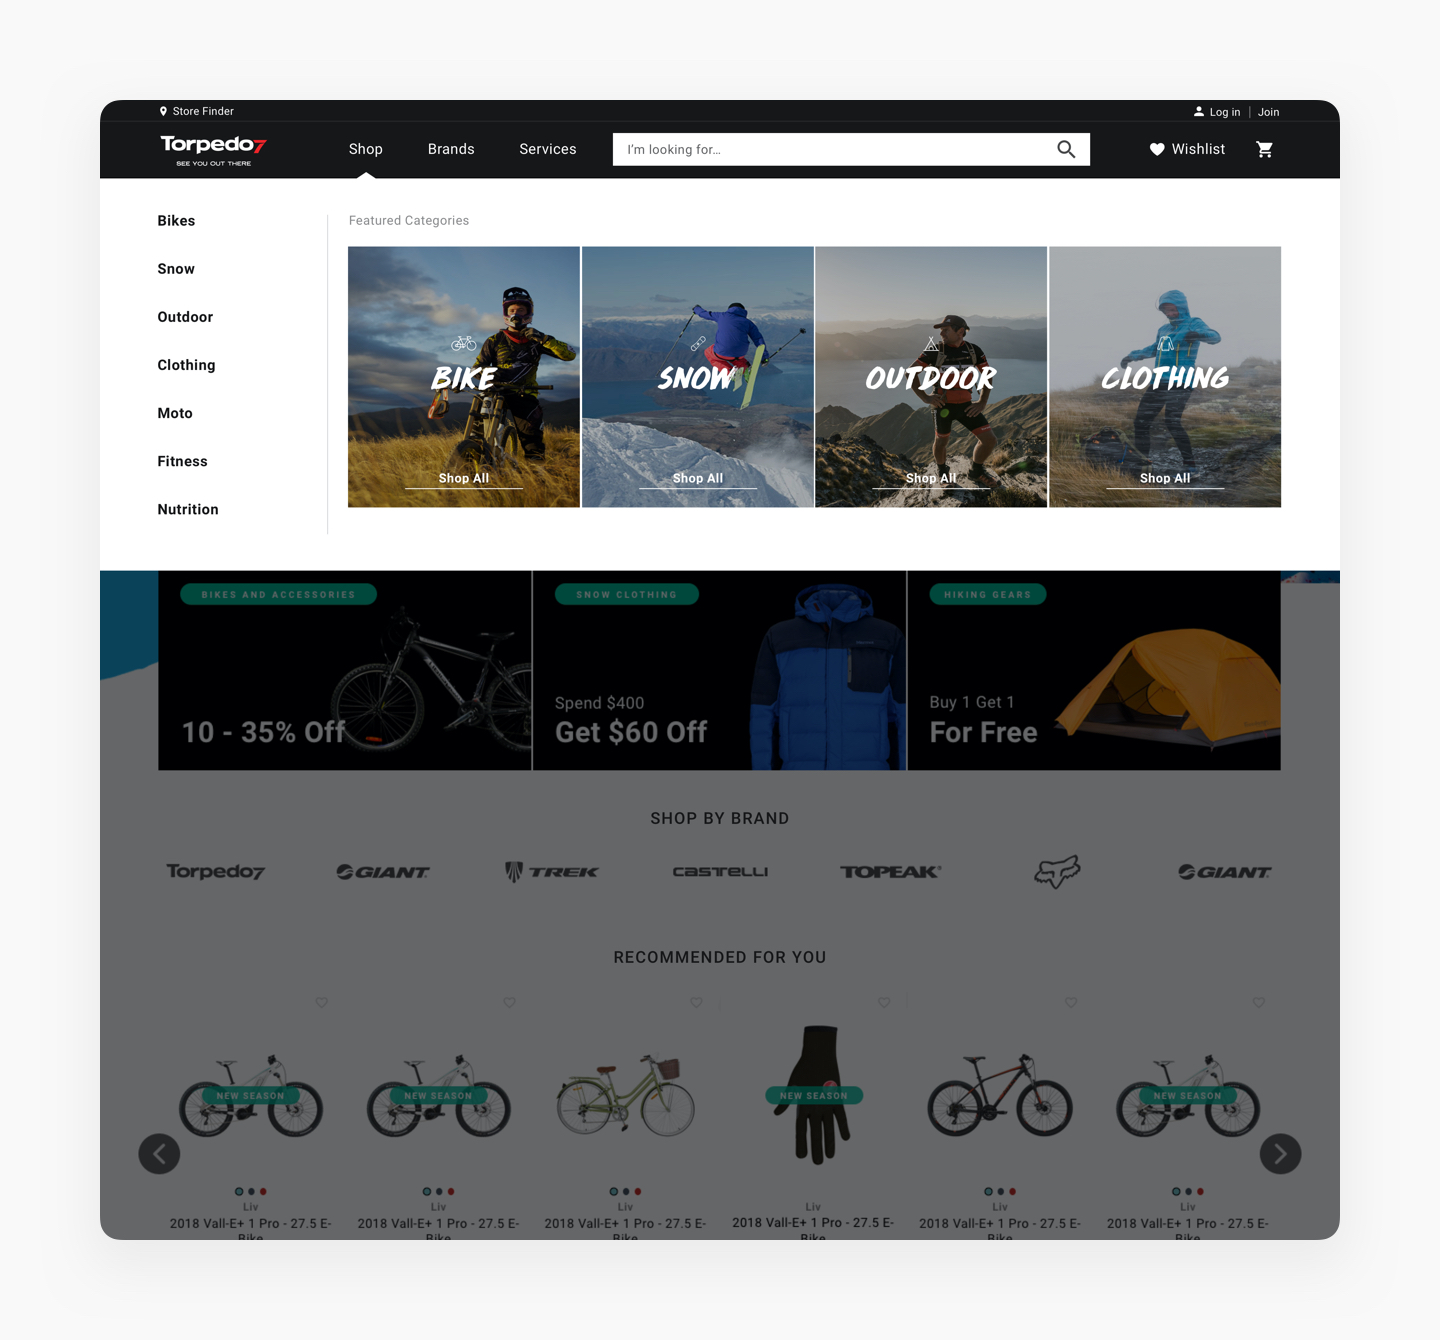 Store Finder
Log in | Join
Torpedo7
SEE YOU OUT THERE
Shop
Brands
Services
I'm looking for...
Wishlist
Bikes
Snow
Outdoor
Clothing
Moto
Fitness
Nutrition
Featured Categories
BIKE
Shop All
SNOW
Shop All
OUTDOOR
Shop All
CLOTHING
Shop All
BIKES AND ACCESSORIES
10 - 35% Off
SNOW CLOTHING
Spend $400
Get $60 Off
HIKING GEARS
Buy 1 Get 1
For Free
SHOP BY BRAND
Torpedo7
GIANT
TREK
CASTELLI
TOPEAK
GIANT
RECOMMENDED FOR YOU
NEW SEASON
Liv
2018 Vall-E+ 1 Pro - 27.5 E-
Bike
NEW SEASON
Liv
2018 Vall-E+ 1 Pro - 27.5 E-
Bike
Liv
2018 Vall-E+ 1 Pro - 27.5 E-
Bike
NEW SEASON
Liv
2018 Vall-E+ 1 Pro - 27.5 E-
Bike
Liv
2018 Vall-E+ 1 Pro - 27.5 E-
Bike
NEW SEASON
Liv
2018 Vall-E+ 1 Pro - 27.5 E-
Bike